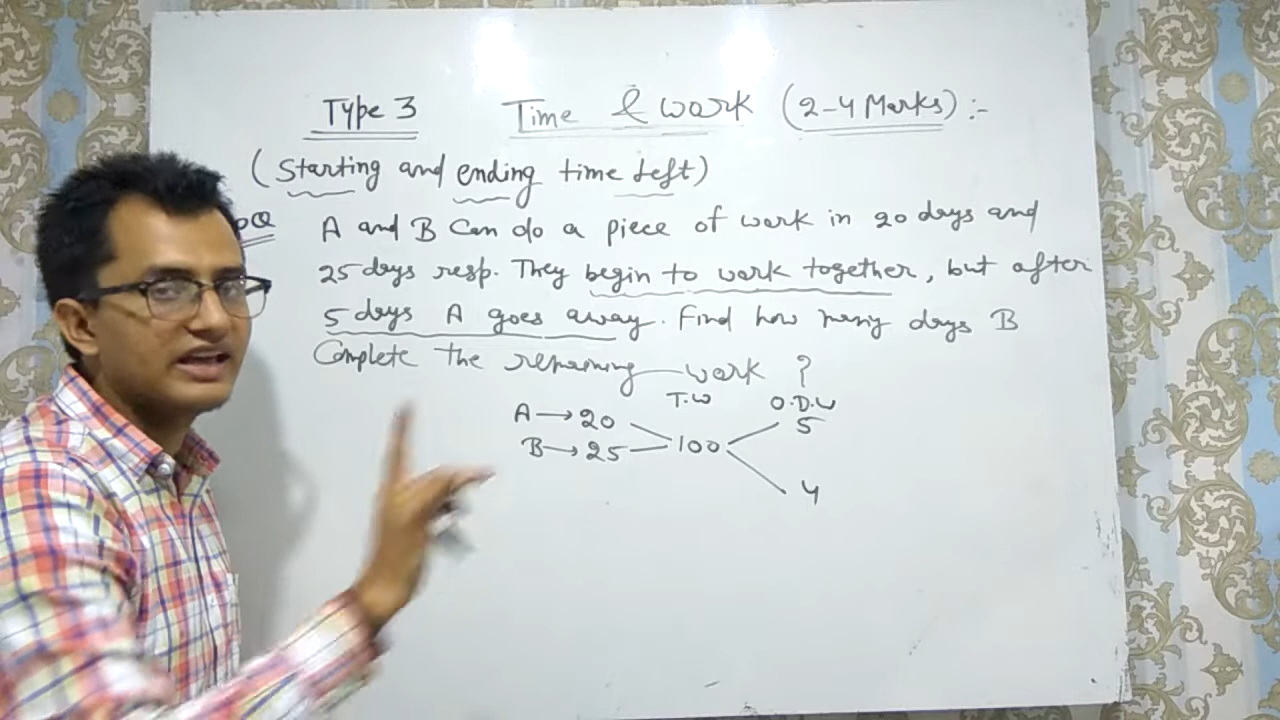 Type 3 Time & work (2-4 Marks):-
(Starting and ending time Left)
A and B Can do a piece of work in 20 days and
25 days resp. They begin to work together, but after
5 days A goes away. Find how many days B
Complete the remaining work ?
T.W O.D.W
A→20 5
B→25 100
4